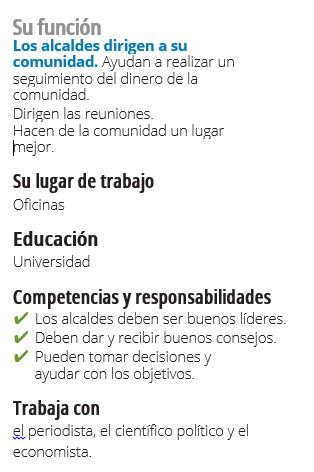 Su función
Los alcaldes dirigen a su
comunidad. Ayudan a realizar un
seguimiento del dinero de la
comunidad.
Dirigen las reuniones.
Hacen de la comunidad un lugar
mejor.
Su lugar de trabajo
Oficinas
Educación
Universidad
Competencias y responsabilidades
✔ Los alcaldes deben ser buenos líderes.
✔ Deben dar y recibir buenos consejos.
✔ Pueden tomar decisiones y
ayudar con los objetivos.
Trabaja con
el periodista, el científico político y el
economista.